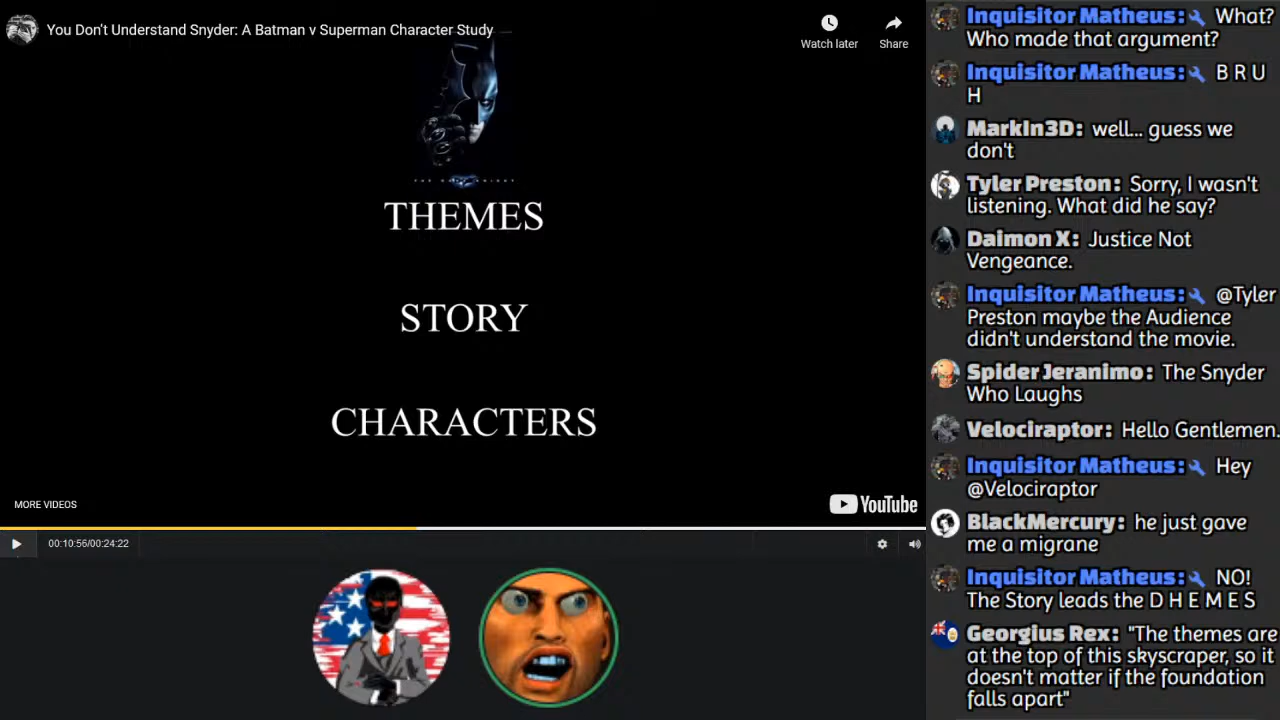 You Don't Understand Snyder: A Batman v Superman Character Study
Watch later
Share
THEMES
STORY
CHARACTERS
MORE VIDEOS
YouTube
00:10:56/00:24:22
Inquisitor Matheus: What?
Who made that argument?
Inquisitor Matheus: B R U
H
MarkIn3D: well... guess we
don't
Tyler Preston: Sorry, I wasn't
listening. What did he say?
Daimon X: Justice Not
Vengeance.
Inquisitor Matheus: @Tyler
Preston maybe the Audience
didn't understand the movie.
Spider Jeranimo: The Snyder
Who Laughs
Velociraptor: Hello Gentlemen.
Inquisitor Matheus: Hey
@Velociraptor
BlackMercury: he just gave
me a migrane
Inquisitor Matheus: NO!
The Story leads the D H E M E S
Georgius Rex: "The themes are
at the top of this skyscraper, so it
doesn't matter if the foundation
falls apart"